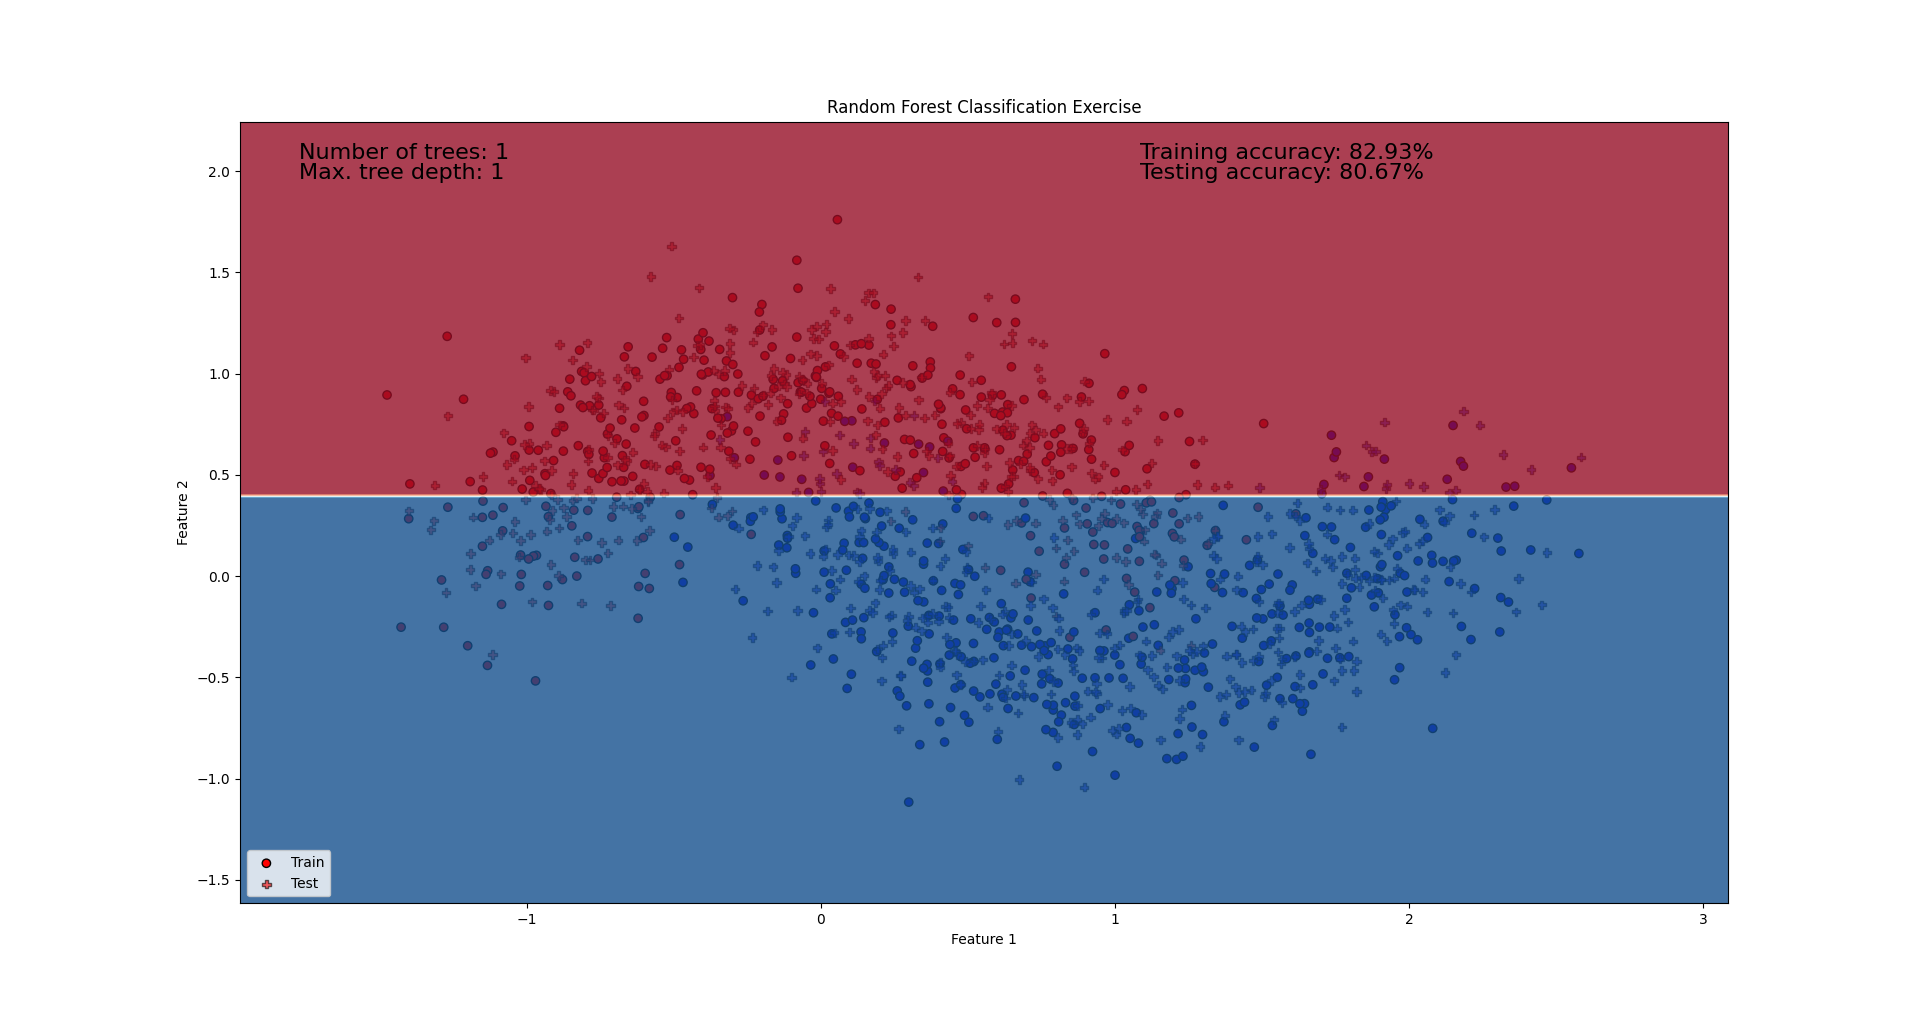 Random Forest Classification Exercise
Number of trees: 1
Max. tree depth: 1
Training accuracy: 82.93%
Testing accuracy: 80.67%
2.0
1.5
1.0
0.5
0.0
−0.5
−1.0
−1.5
Feature 2
Train
Test
−1
0
1
2
3
Feature 1